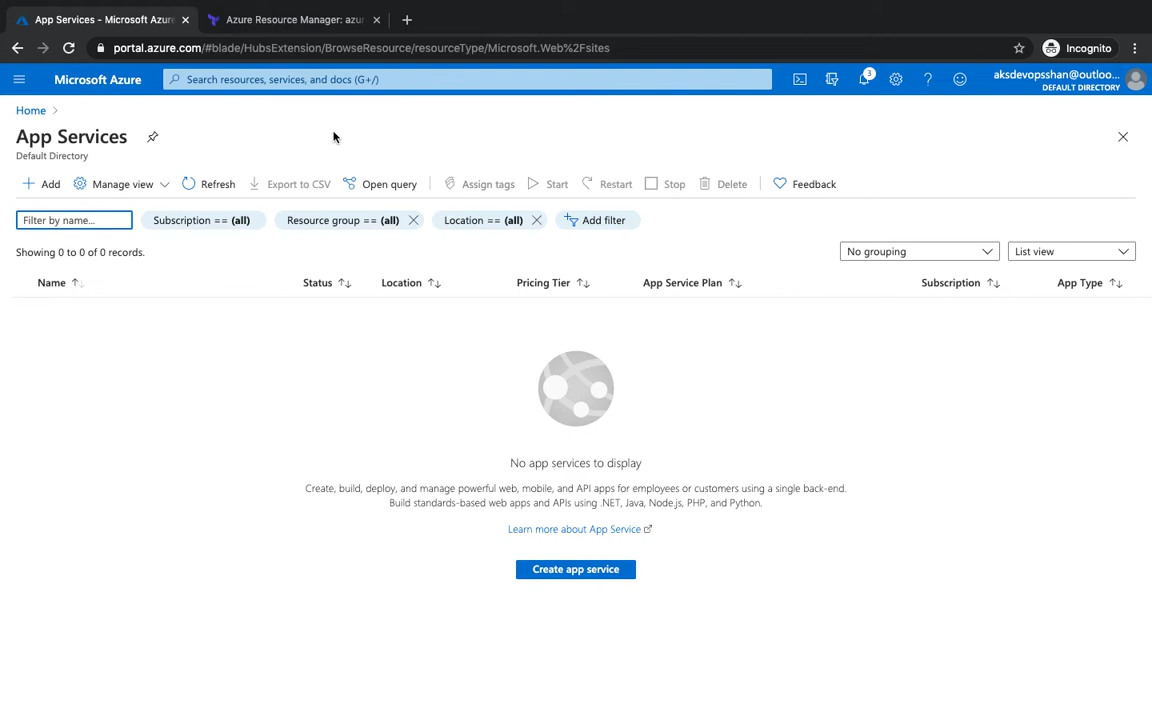 App Services - Microsoft Azure
Azure Resource Manager: azur
portal.azure.com/#blade/HubsExtension/BrowseResource/resourceType/Microsoft.Web%2Fsites
Incognito
Microsoft Azure
Search resources, services, and docs (G+/)
3
aksdevopsshan@outloo...
DEFAULT DIRECTORY
Home
App Services
Default Directory
Add
Manage view
Refresh
Export to CSV
Open query
Assign tags
Start
Restart
Stop
Delete
Feedback
Filter by name...
Subscription == (all)
Resource group == (all)
Location == (all)
Add filter
Showing 0 to 0 of 0 records.
No grouping
List view
Name
Status
Location
Pricing Tier
App Service Plan
Subscription
App Type
No app services to display
Create, build, deploy, and manage powerful web, mobile, and API apps for employees or customers using a single back-end.
Build standards-based web apps and APIs using .NET, Java, Node.js, PHP, and Python.
Learn more about App Service
Create app service